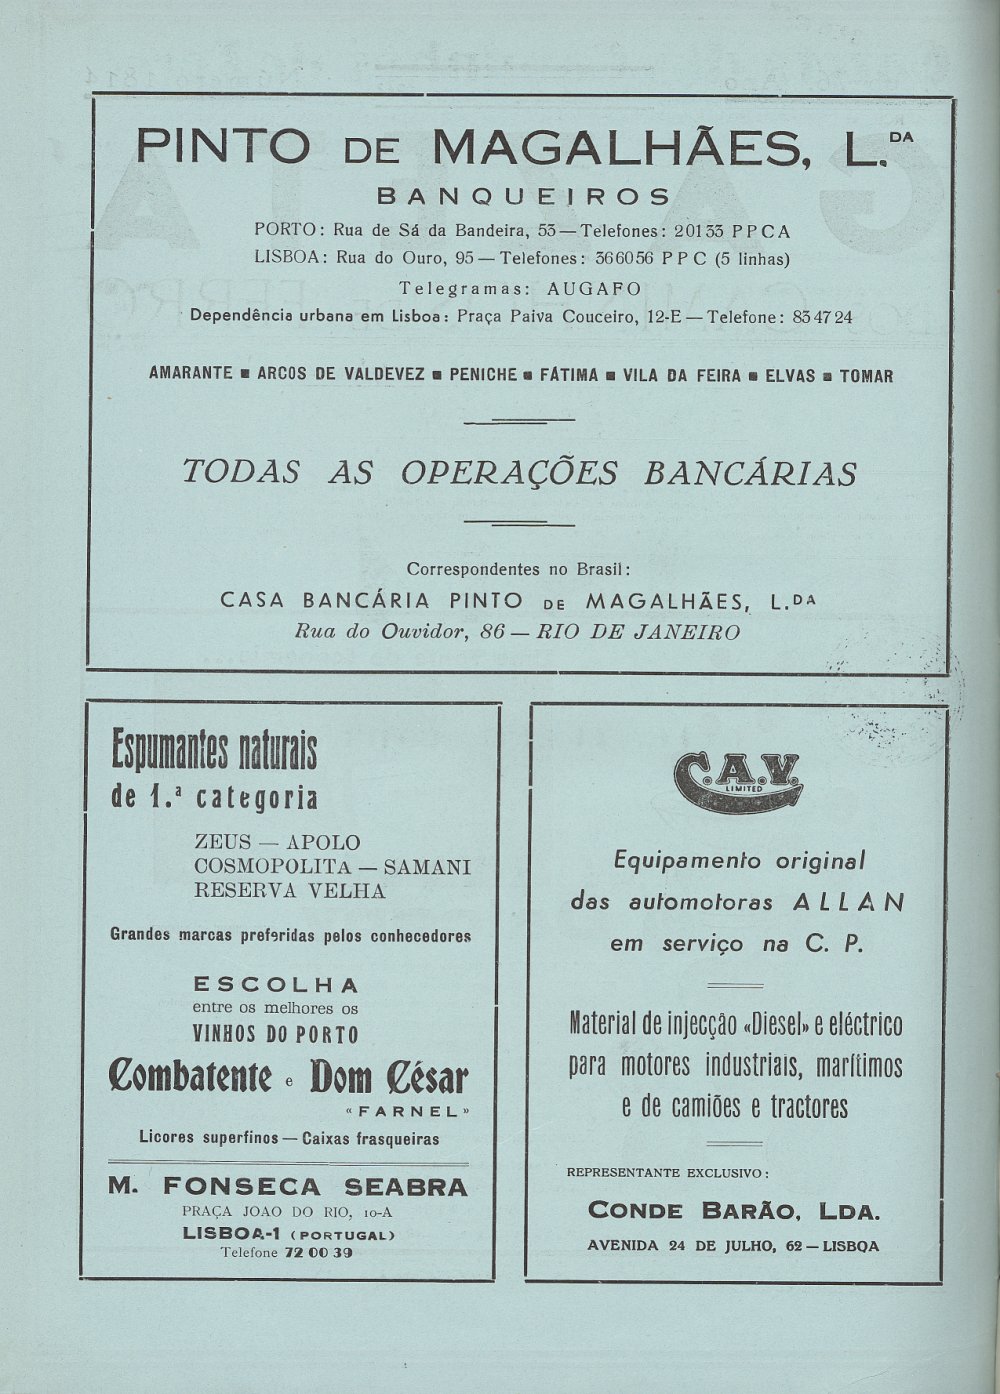 PINTO DE MAGALHÃES, L.DA
BANQUEIROS
PORTO: Rua de Sá da Bandeira, 53 — Telefones: 20133 PPCA
LISBOA: Rua do Ouro, 95 — Telefones: 366056 PPC (5 linhas)
Telegramas: AUGAFO
Dependência urbana em Lisboa: Praça Paiva Couceiro, 12-E — Telefone: 834724
AMARANTE ■ ARCOS DE VALDEVEZ ■ PENICHE ■ FÁTIMA ■ VILA DA FEIRA ■ ELVAS ■ TOMAR
TODAS AS OPERAÇÕES BANCÁRIAS
Correspondentes no Brasil:
CASA BANCÁRIA PINTO DE MAGALHÃES, L.DA
Rua do Ouvidor, 86 — RIO DE JANEIRO
Espumantes naturais
de 1.ª categoria
ZEUS — APOLO
COSMOPOLITA — SAMANI
RESERVA VELHA
Grandes marcas preferidas pelos conhecedores
ESCOLHA
entre os melhores os
VINHOS DO PORTO
Combatente e Dom César
«FARNEL»
Licores superfinos — Caixas frasqueiras
M. FONSECA SEABRA
PRAÇA JOAO DO RIO, 10-A
LISBOA-1 (PORTUGAL)
Telefone 72 00 39
C.A.V.
LIMITED
Equipamento original
das automotoras ALLAN
em serviço na C. P.
Material de injecção «Diesel» e eléctrico
para motores industriais, marítimos
e de camiões e tractores
REPRESENTANTE EXCLUSIVO:
CONDE BARÃO, LDA.
AVENIDA 24 DE JULHO, 62 — LISBOA